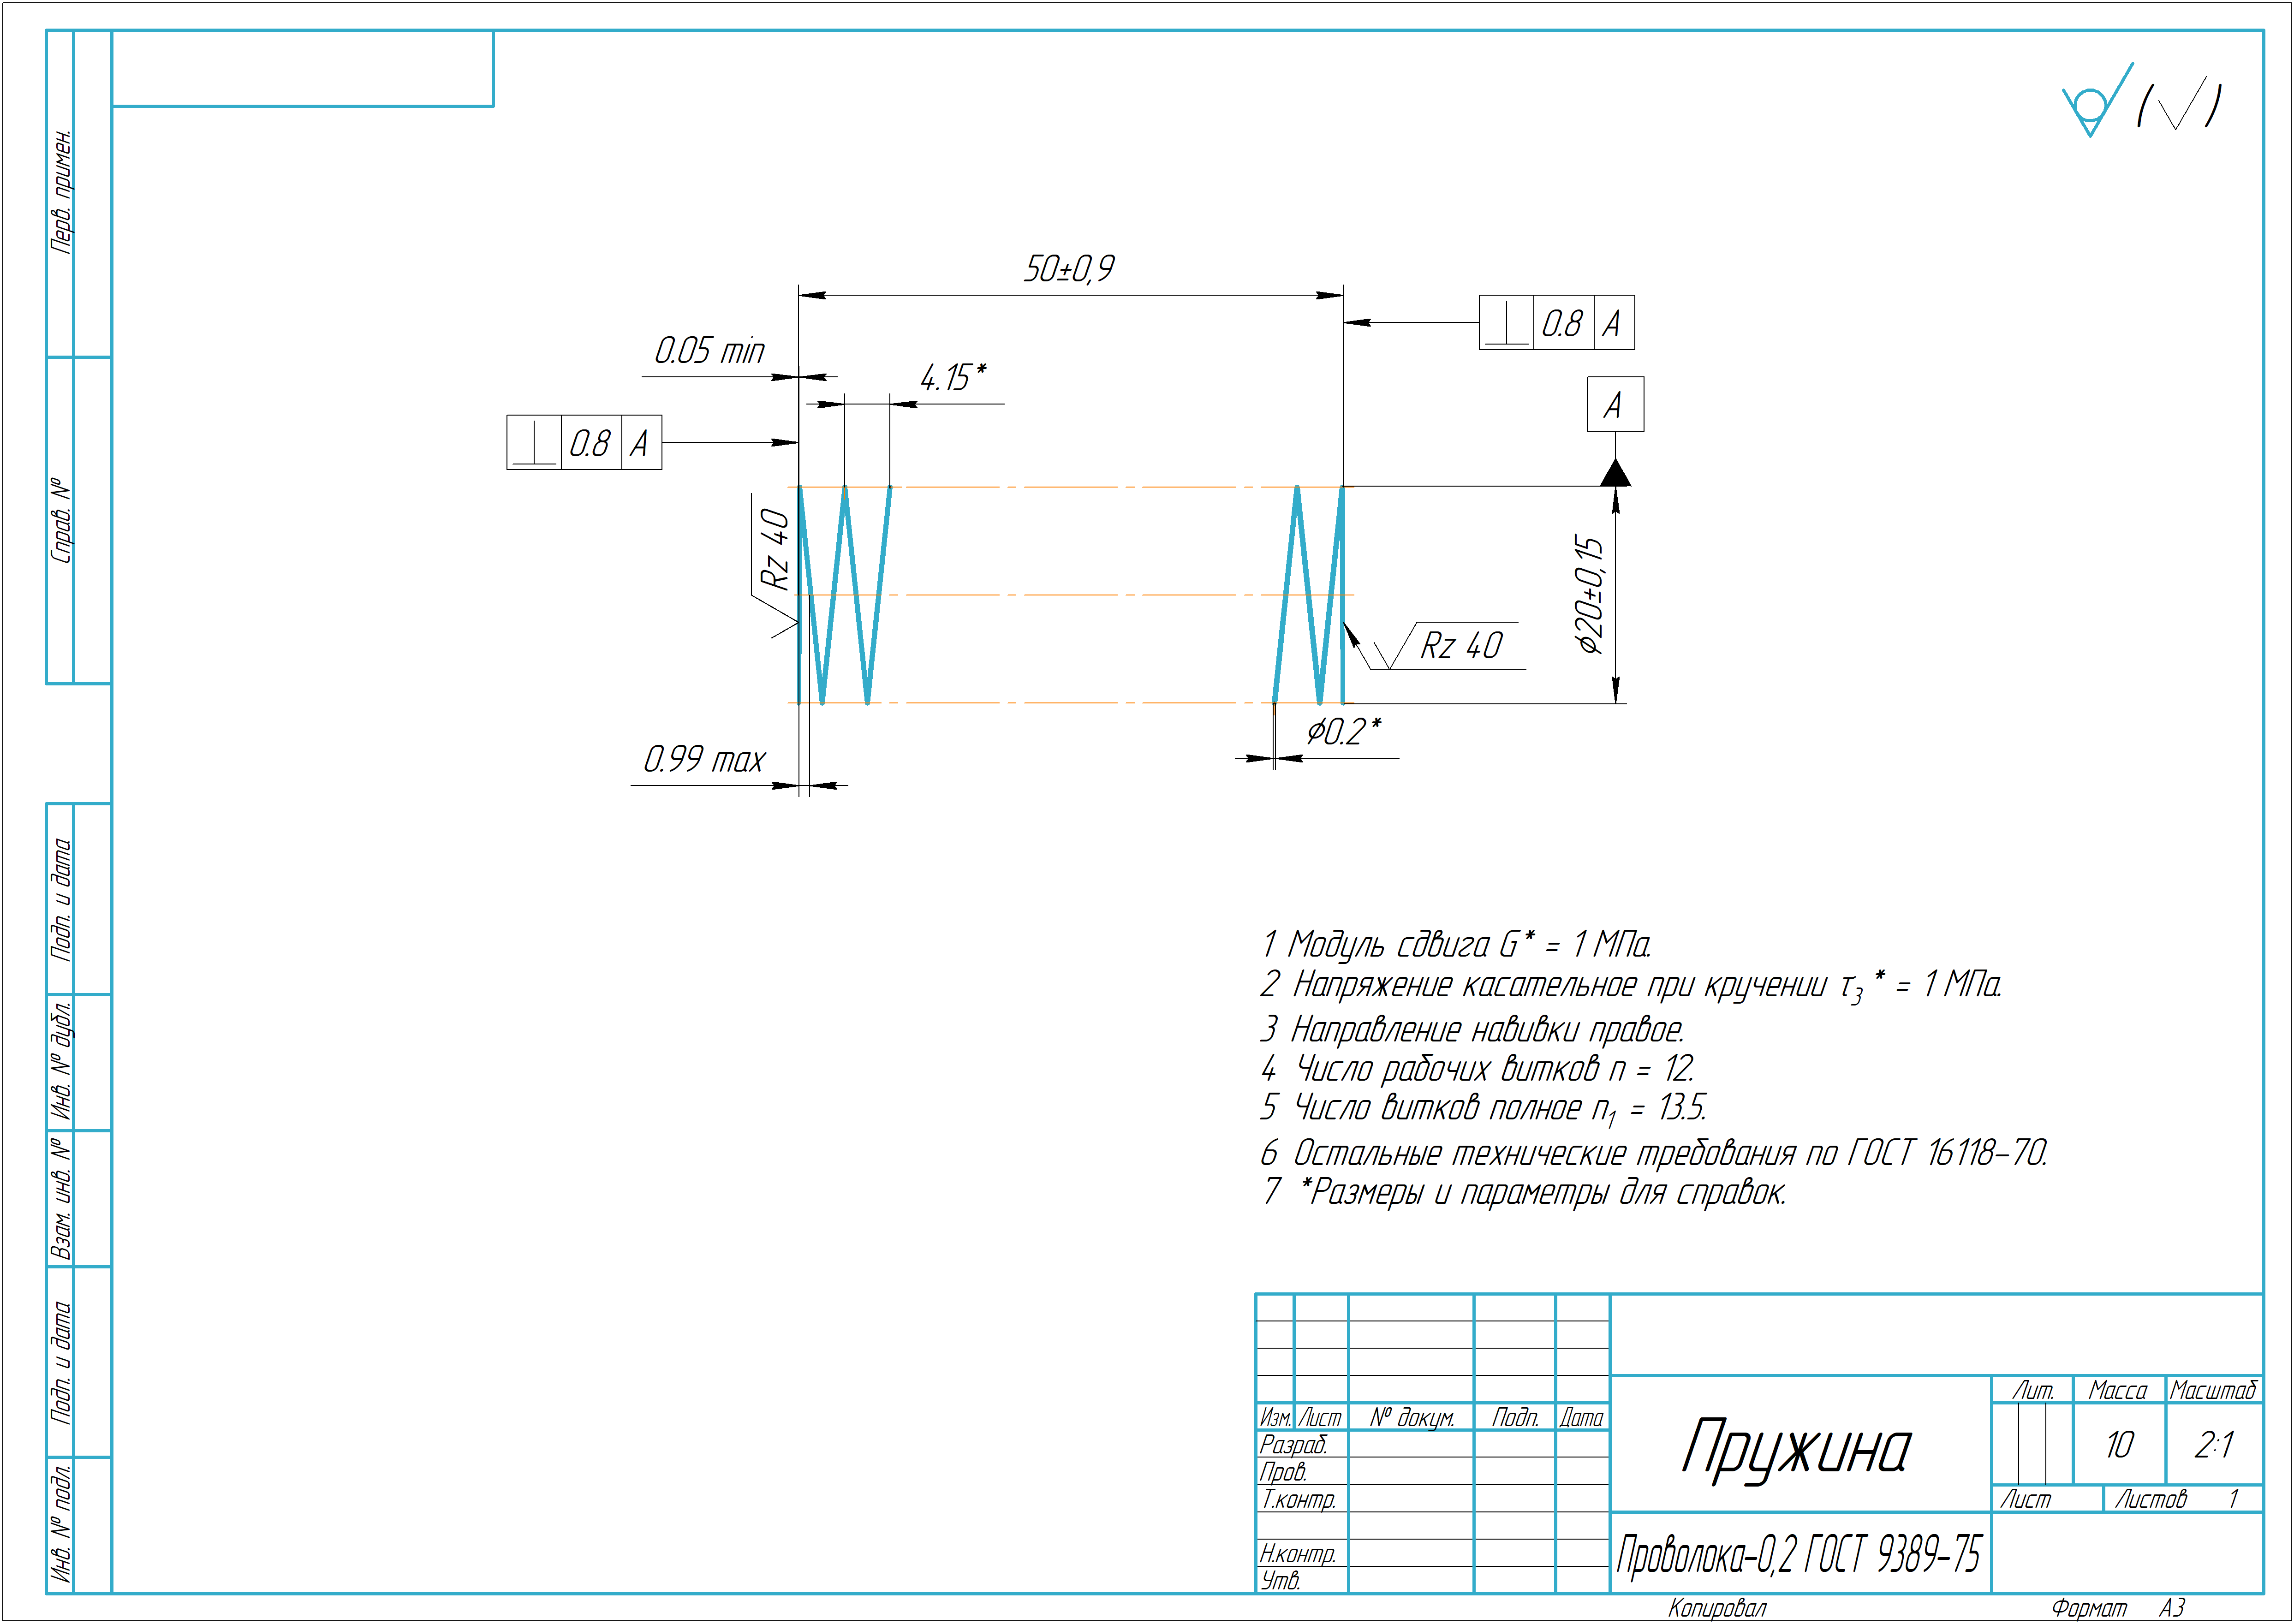 Перв. примен.
Справ. №
Подп. и дата
Инв. № дубл.
Взам. инв. №
Подп. и дата
Инв. № подл.
( )
50±0,9
0.05 min
4.15*
0.8 А
0.8 А
А
Rz 40
Rz 40
⌀20±0,15
⌀0.2*
0.99 max
1 Модуль сдвига G* = 1 МПа.
2 Напряжение касательное при кручении τ3 * = 1 МПа.
3 Направление навивки правое.
4 Число рабочих витков n = 12.
5 Число витков полное n1 = 13.5.
6 Остальные технические требования по ГОСТ 16118-70.
7 *Размеры и параметры для справок.
Изм. Лист № докум. Подп. Дата
Разраб.
Пров.
Т.контр.
Н.контр.
Утв.
Пружина
Лит. Масса Масштаб
10 2:1
Лист Листов 1
Проволока-0,2 ГОСТ 9389-75
Копировал Формат А3